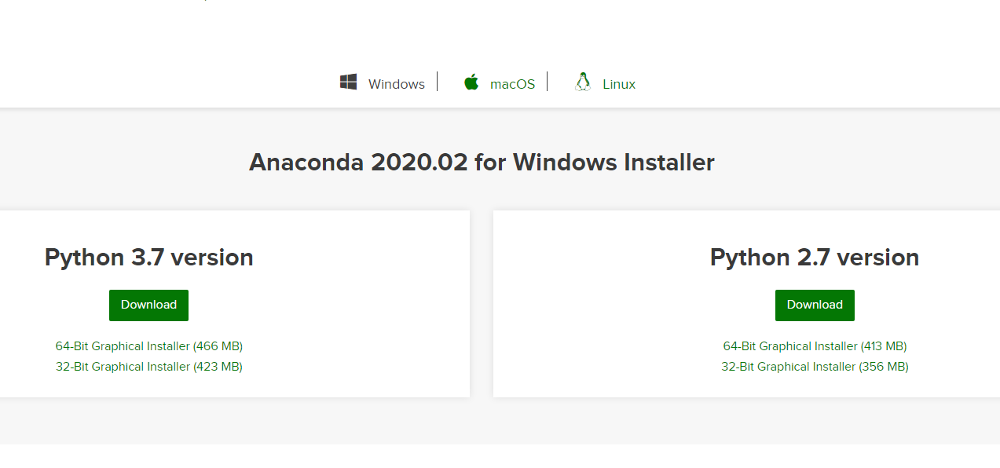 Windows
macOS
Linux
Anaconda 2020.02 for Windows Installer
Python 3.7 version
Download
64-Bit Graphical Installer (466 MB)
32-Bit Graphical Installer (423 MB)
Python 2.7 version
Download
64-Bit Graphical Installer (413 MB)
32-Bit Graphical Installer (356 MB)